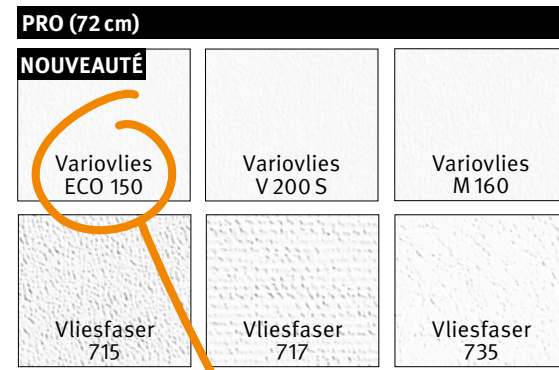 PRO (72 cm)
NOUVEAUTÉ
Variovlies
ECO 150
Variovlies
V 200 S
Variovlies
M 160
Vliesfaser
715
Vliesfaser
717
Vliesfaser
735